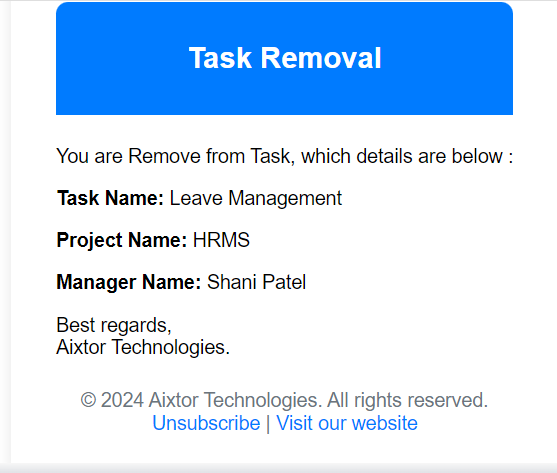 Task Removal
You are Remove from Task, which details are below :
Task Name: Leave Management
Project Name: HRMS
Manager Name: Shani Patel
Best regards,
Aixtor Technologies.
© 2024 Aixtor Technologies. All rights reserved.
Unsubscribe | Visit our website